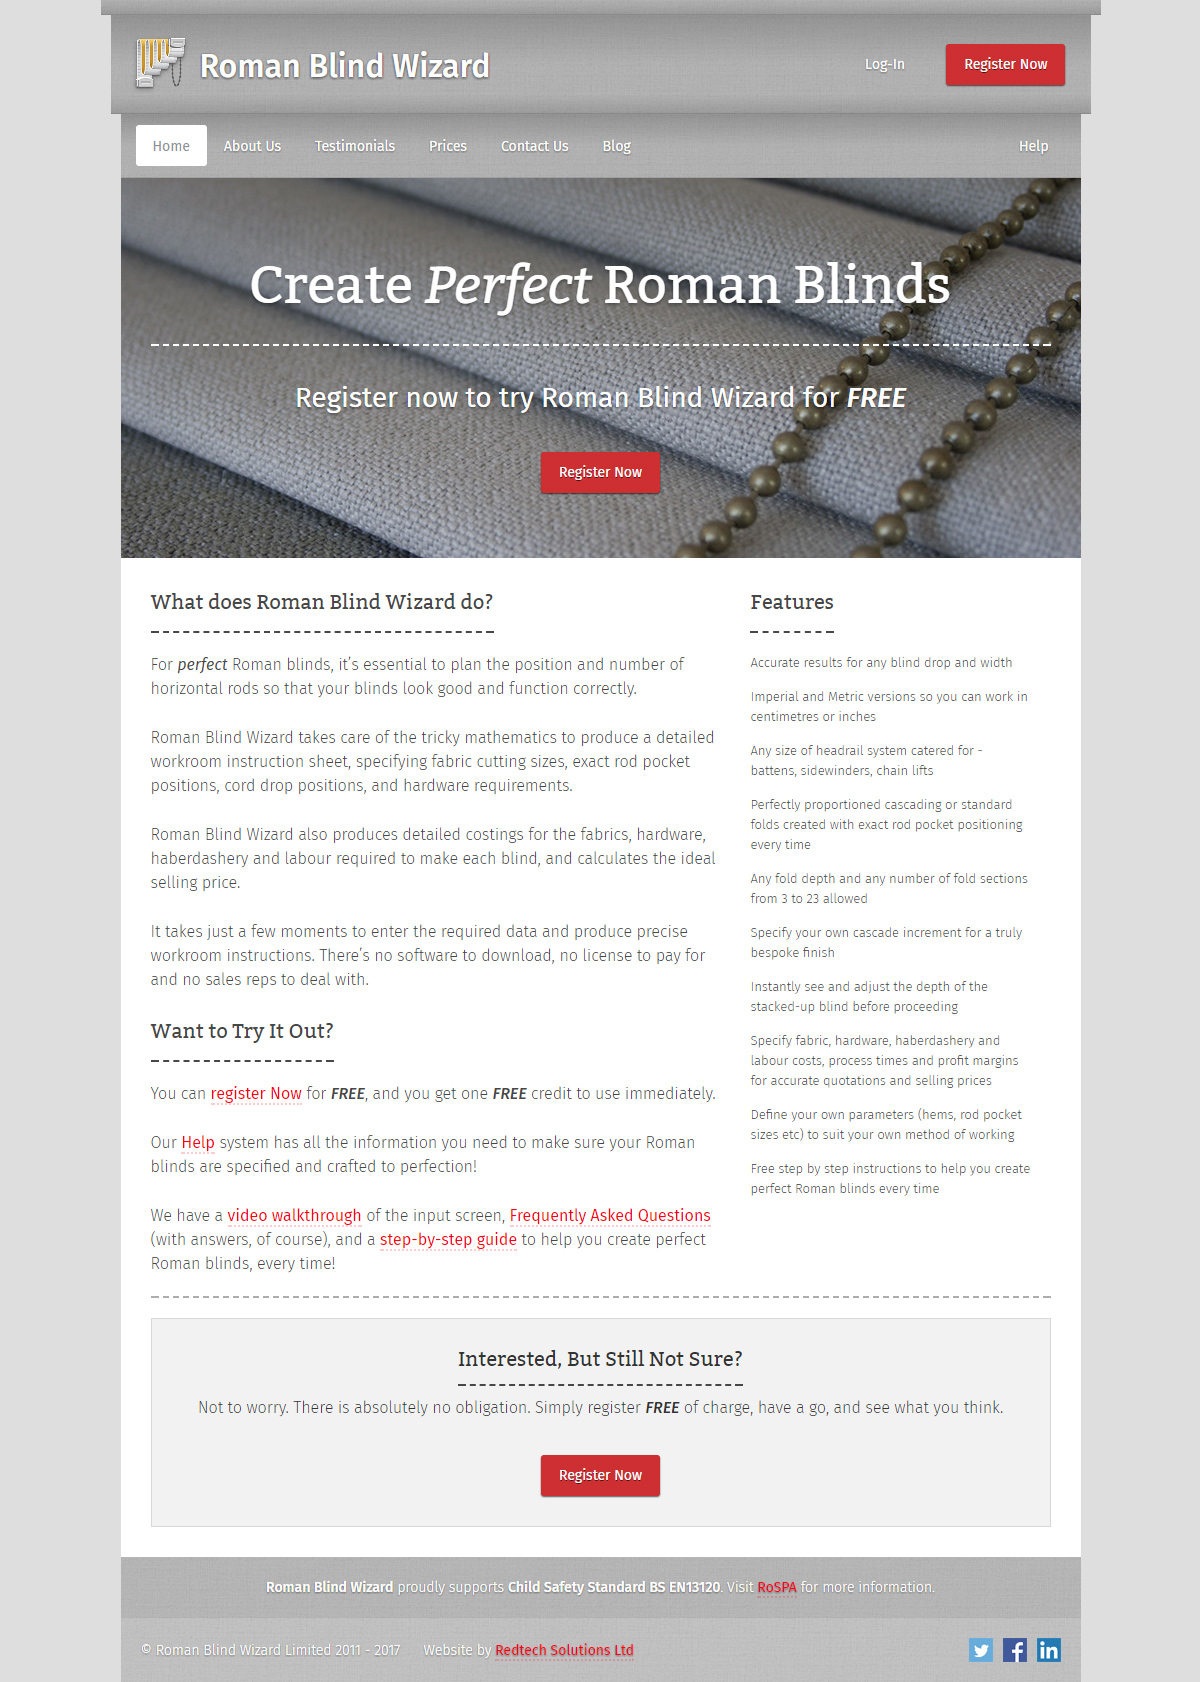 Roman Blind Wizard
Log-In
Register Now
Home
About Us
Testimonials
Prices
Contact Us
Blog
Help
Create Perfect Roman Blinds
Register now to try Roman Blind Wizard for FREE
Register Now
What does Roman Blind Wizard do?
For perfect Roman blinds, it's essential to plan the position and number of
horizontal rods so that your blinds look good and function correctly.
Roman Blind Wizard takes care of the tricky mathematics to produce a detailed
workroom instruction sheet, specifying fabric cutting sizes, exact rod pocket
positions, cord drop positions, and hardware requirements.
Roman Blind Wizard also produces detailed costings for the fabrics, hardware,
haberdashery and labour required to make each blind, and calculates the ideal
selling price.
It takes just a few moments to enter the required data and produce precise
workroom instructions. There's no software to download, no license to pay for
and no sales reps to deal with.
Want to Try It Out?
You can register Now for FREE, and you get one FREE credit to use immediately.
Our Help system has all the information you need to make sure your Roman
blinds are specified and crafted to perfection!
We have a video walkthrough of the input screen, Frequently Asked Questions
(with answers, of course), and a step-by-step guide to help you create perfect
Roman blinds, every time!
Features
Accurate results for any blind drop and width
Imperial and Metric versions so you can work in
centimetres or inches
Any size of headrail system catered for -
battens, sidewinders, chain lifts
Perfectly proportioned cascading or standard
folds created with exact rod pocket positioning
every time
Any fold depth and any number of fold sections
from 3 to 23 allowed
Specify your own cascade increment for a truly
bespoke finish
Instantly see and adjust the depth of the
stacked-up blind before proceeding
Specify fabric, hardware, haberdashery and
labour costs, process times and profit margins
for accurate quotations and selling prices
Define your own parameters (hems, rod pocket
sizes etc) to suit your own method of working
Free step by step instructions to help you create
perfect Roman blinds every time
Interested, But Still Not Sure?
Not to worry. There is absolutely no obligation. Simply register FREE of charge, have a go, and see what you think.
Register Now
Roman Blind Wizard proudly supports Child Safety Standard BS EN13120. Visit RoSPA for more information.
© Roman Blind Wizard Limited 2011 - 2017
Website by Redtech Solutions Ltd